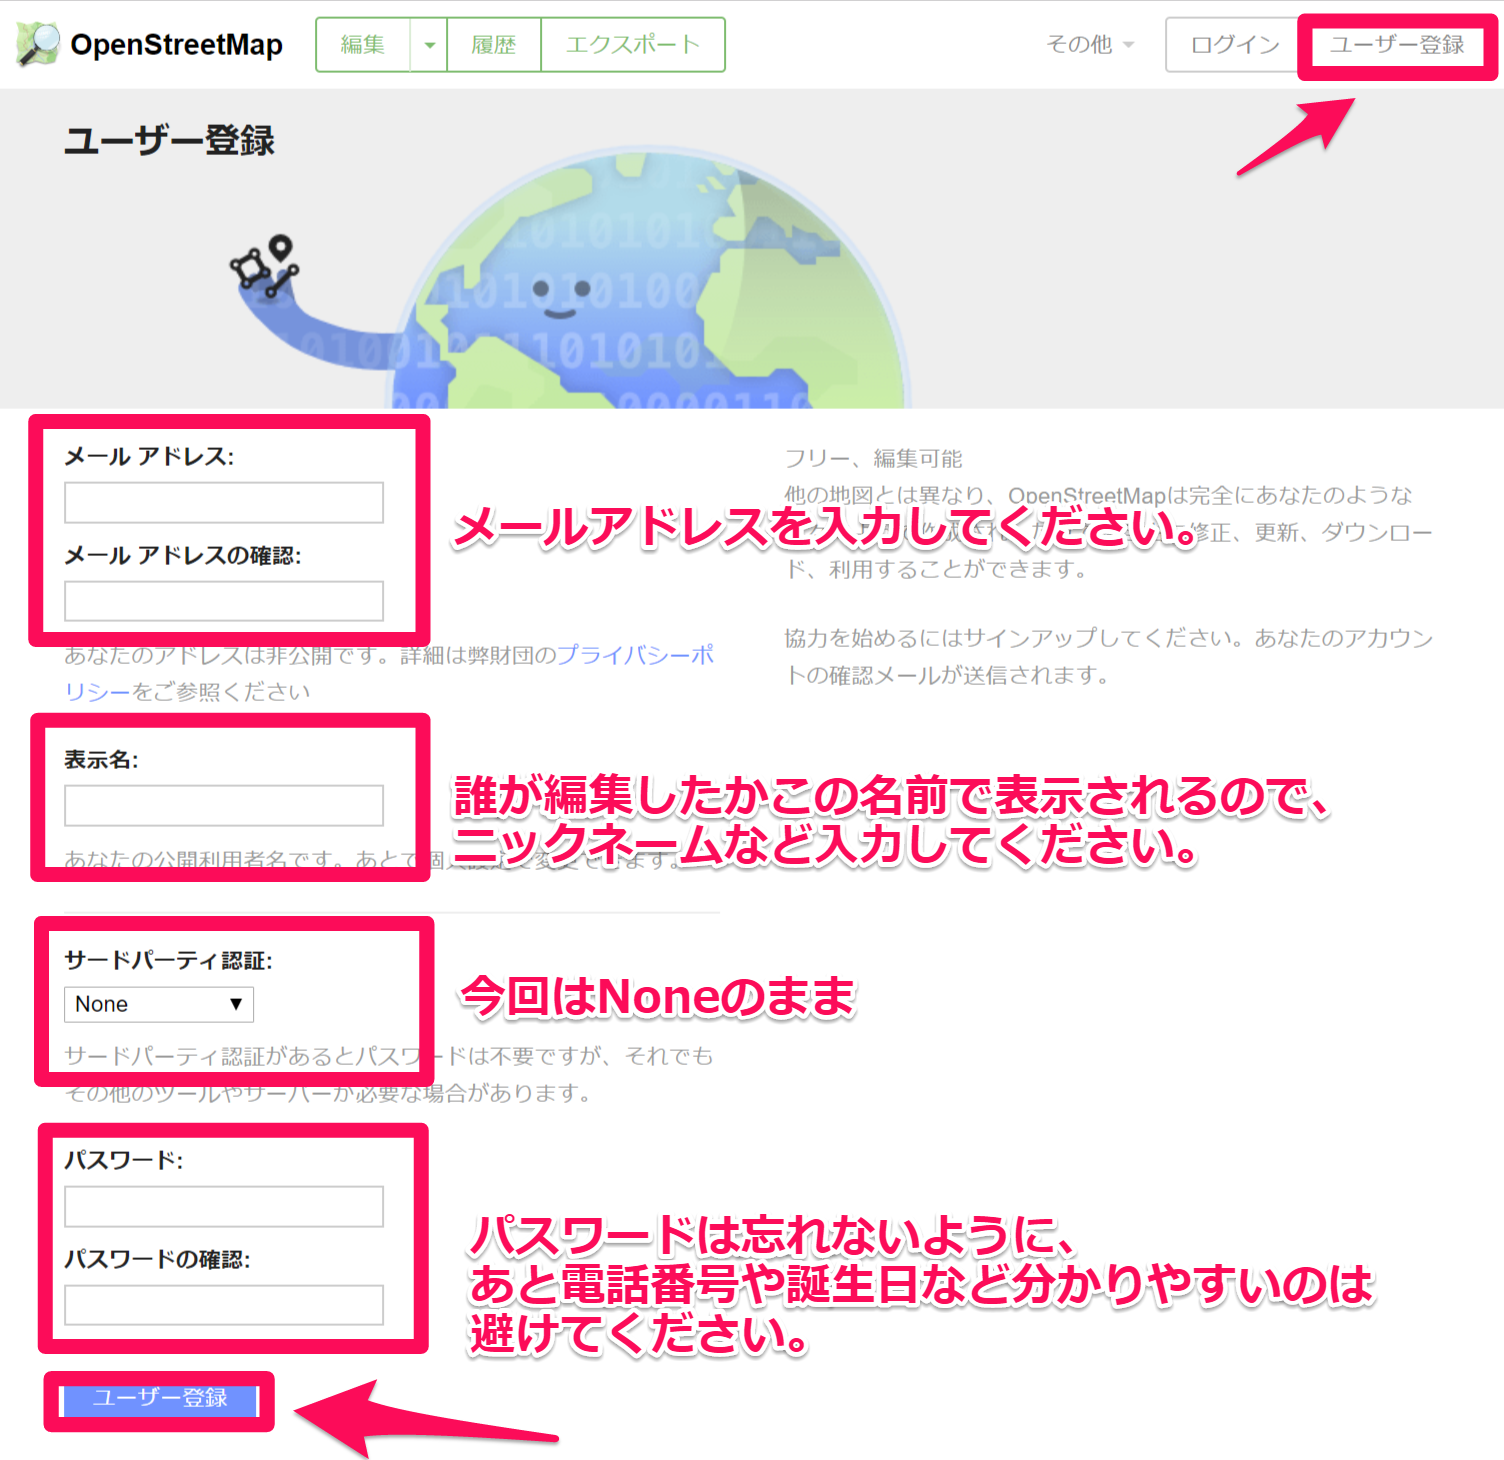 OpenStreetMap
編集
履歴
エクスポート
その他
ログイン
ユーザー登録
ユーザー登録
メール アドレス:
メール アドレスの確認:
あなたのアドレスは非公開です。詳細は弊財団のプライバシーポ
リシーをご参照ください
メールアドレスを入力してください。
フリー、編集可能
他の地図とは異なり、OpenStreetMapは完全にあなたのような
修正、更新、ダウンロー
ド、利用することができます。
協力を始めるにはサインアップしてください。あなたのアカウン
トの確認メールが送信されます。
表示名:
あなたの公開利用者名です。あとで個
誰が編集したかこの名前で表示されるので、
ニックネームなど入力してください。
サードパーティ認証:
None
サードパーティ認証があるとパスワードは不要ですが、それでも
その他のツールやサーバーが必要な場合があります。
今回はNoneのまま
パスワード:
パスワードの確認:
パスワードは忘れないように、
あと電話番号や誕生日など分かりやすいのは
避けてください。
ユーザー登録